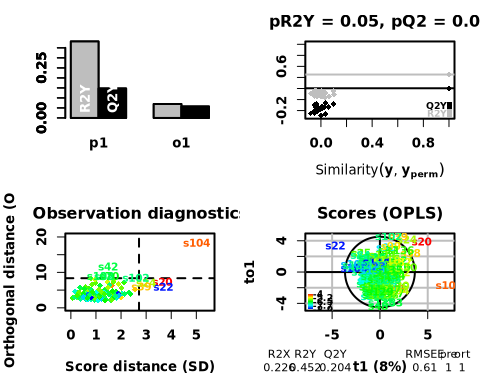 pR2Y = 0.05, pQ2 = 0.0
0.25
0.00
R2Y
Q2Y
p1
o1
0.6
-0.2
Q2Y
R2Y
0.0
0.4
0.8
Similarity(y, yperm)
Observation diagnostics
Orthogonal distance (O
20
10
0
s104
s42
s20
s22
0
1
2
3
4
5
Score distance (SD)
Scores (OPLS)
to1
4
0
-4
s22
s20
s10
-5
0
5
t1 (8%)
R2X
R2Y
Q2Y
RMSEE
pre
ort
0.226
0.452
0.204
0.61
1
1